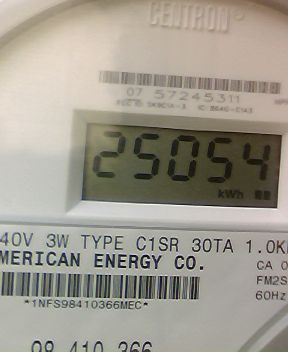 CENTRON®
07 57245311
25054
kWh
40V 3W TYPE C1SR 30TA 1.0K
MERICAN ENERGY CO.
CA 0
FM2S
60Hz
*1NFS98410366MEC*
98 410 366